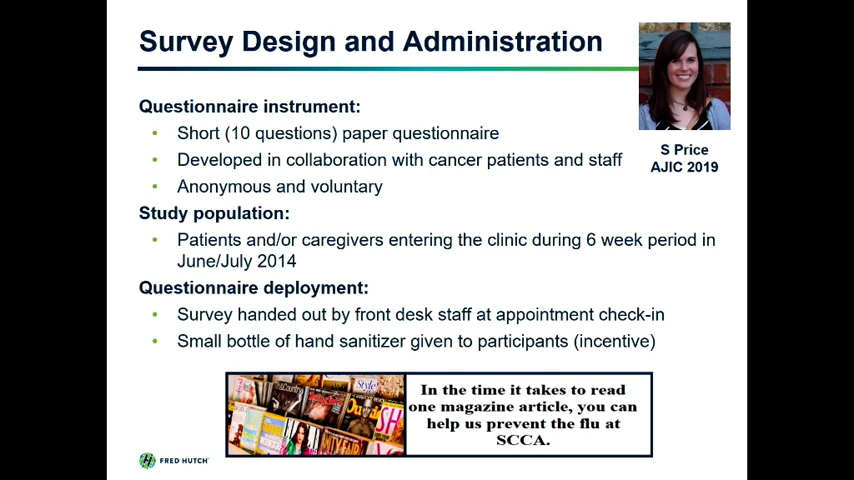 Survey Design and Administration
Questionnaire instrument:
• Short (10 questions) paper questionnaire
• Developed in collaboration with cancer patients and staff
• Anonymous and voluntary
S Price
AJIC 2019
Study population:
• Patients and/or caregivers entering the clinic during 6 week period in
June/July 2014
Questionnaire deployment:
• Survey handed out by front desk staff at appointment check-in
• Small bottle of hand sanitizer given to participants (incentive)
Style
VANITY FAIR
In the time it takes to read
one magazine article, you can
help us prevent the flu at
SCCA.
FRED HUTCH